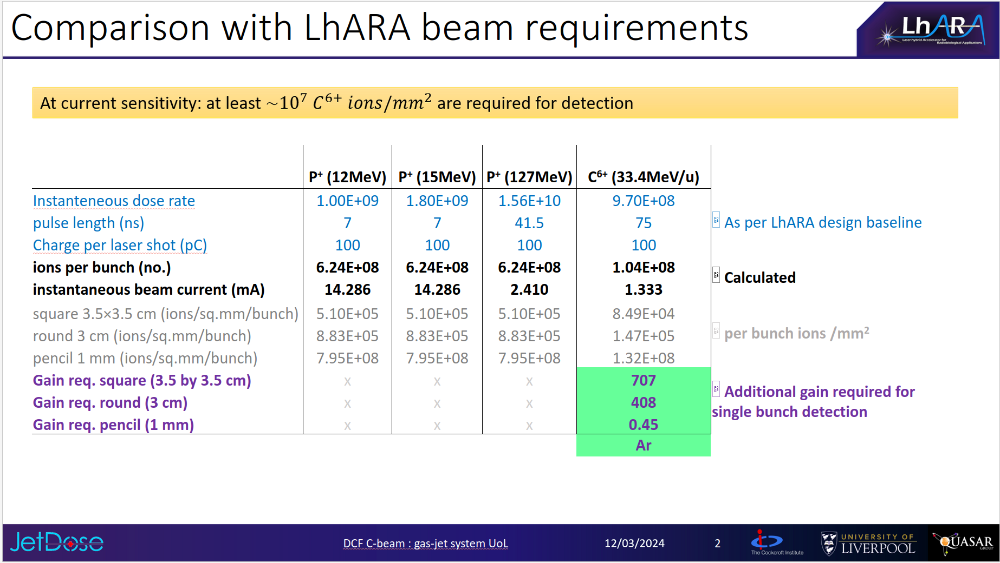 Comparison with LhARA beam requirements
LhARA
Laser-hybrid Accelerator for
Radiobiological Applications
At current sensitivity: at least ~10⁷ C⁶⁺ ions/mm² are required for detection
P⁺ (12MeV) P⁺ (15MeV) P⁺ (127MeV) C⁶⁺ (33.4MeV/u)
Instanteneous dose rate 1.00E+09 1.80E+09 1.56E+10 9.70E+08
pulse length (ns) 7 7 41.5 75
As per LhARA design baseline
Charge per laser shot (pC) 100 100 100 100
ions per bunch (no.) 6.24E+08 6.24E+08 6.24E+08 1.04E+08
Calculated
instantaneous beam current (mA) 14.286 14.286 2.410 1.333
square 3.5×3.5 cm (ions/sq.mm/bunch) 5.10E+05 5.10E+05 5.10E+05 8.49E+04
round 3 cm (ions/sq.mm/bunch) 8.83E+05 8.83E+05 8.83E+05 1.47E+05
per bunch ions /mm²
pencil 1 mm (ions/sq.mm/bunch) 7.95E+08 7.95E+08 7.95E+08 1.32E+08
Gain req. square (3.5 by 3.5 cm) x x x 707
Additional gain required for
single bunch detection
Gain req. round (3 cm) x x x 408
Gain req. pencil (1 mm) x x x 0.45
Ar
JetDose
DCF C-beam : gas-jet system UoL
12/03/2024
2
The Cockcroft Institute
UNIVERSITY OF
LIVERPOOL
QUASAR
GROUP